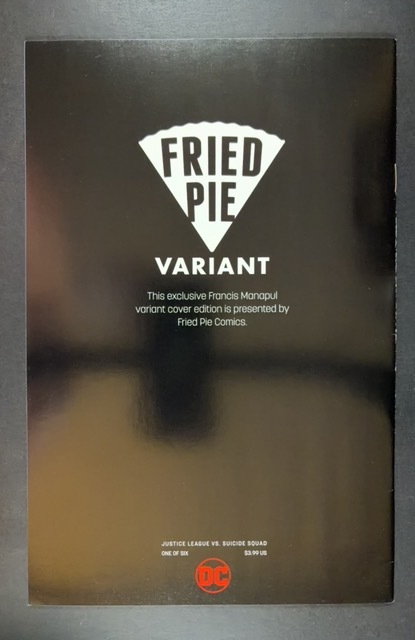 FRIED
PIE
VARIANT
This exclusive Francis Manapul
variant cover edition is presented by
Fried Pie Comics.
JUSTICE LEAGUE VS. SUICIDE SQUAD
ONE OF SIX $3.99 US
DC